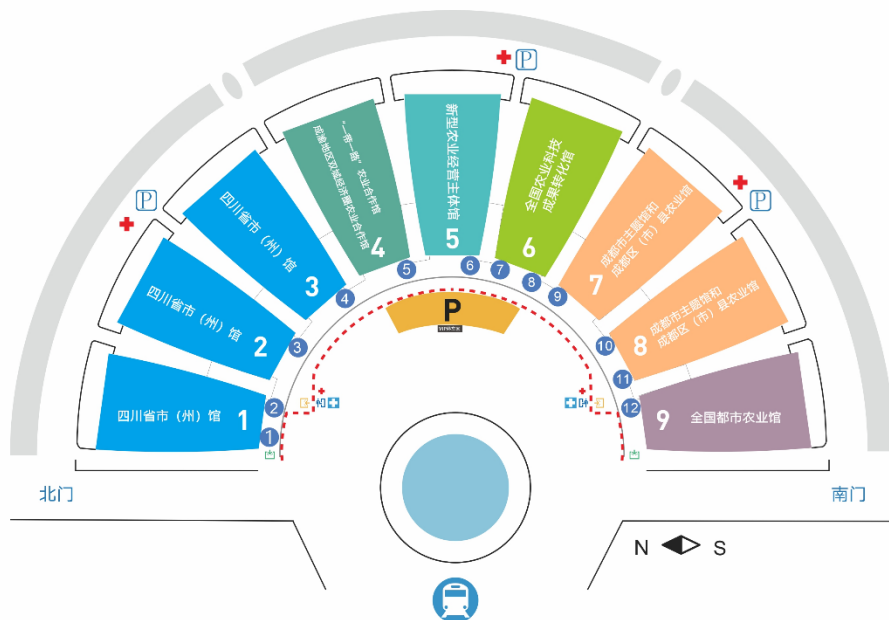 P
P
P
新型农业经营主体馆
5
"一带一路"农业合作馆
成渝地区双城经济圈农业合作馆
4
全国农业科技
成果转化馆
6
四川省市（州）馆
3
成都市主题馆和
成都区（市）县农业馆
7
四川省市（州）馆
2
成都市主题馆和
成都区（市）县农业馆
8
四川省市（州）馆
1
全国都市农业馆
9
P
1
2
3
4
5
6
7
8
9
10
11
12
北门
南门
N
S